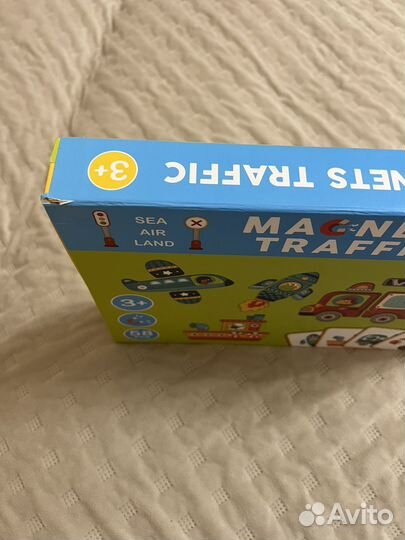 NETS TRAFFIC
3+
SEA
AIR
LAND
MAGNE
TRAFFI
3+
58
Avito